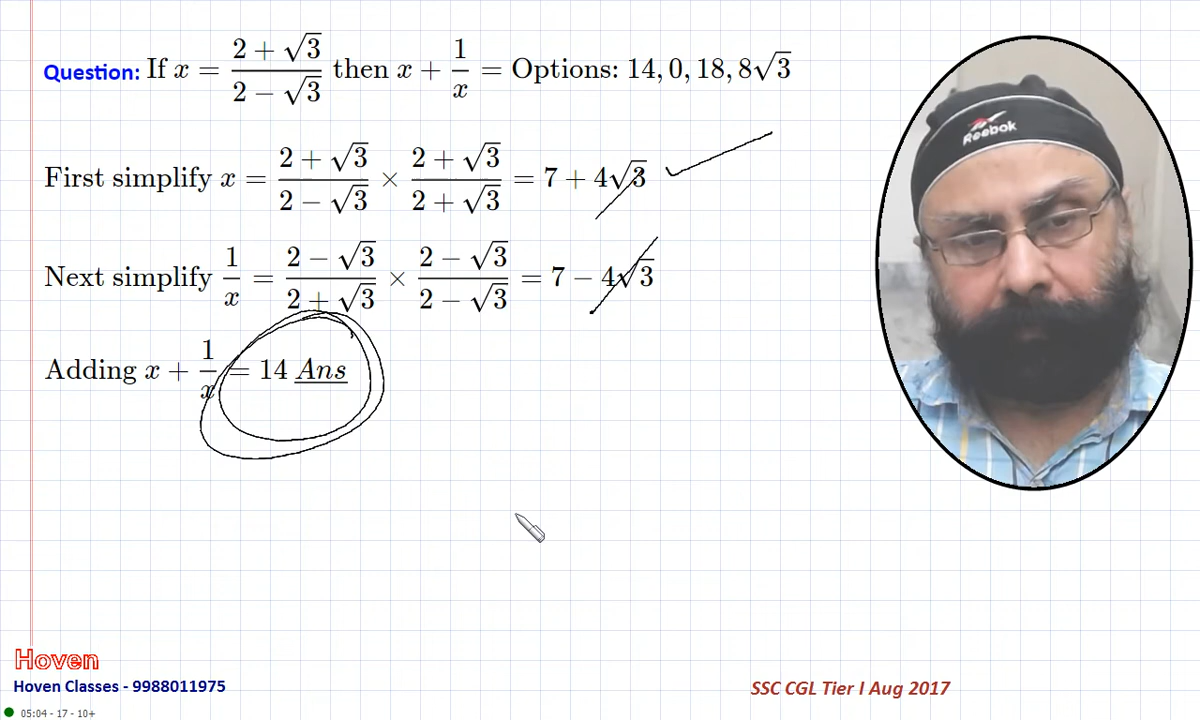 Question: If x = (2 + √3)/(2 − √3) then x + 1/x = Options: 14, 0, 18, 8√3
Reebok
First simplify x = (2 + √3)/(2 − √3) × (2 + √3)/(2 + √3) = 7 + 4√3
Next simplify 1/x = (2 − √3)/(2 + √3) × (2 − √3)/(2 − √3) = 7 − 4√3
Adding x + 1/x = 14 Ans
Hoven
Hoven Classes - 9988011975
SSC CGL Tier I Aug 2017
05:04 - 17 - 10+